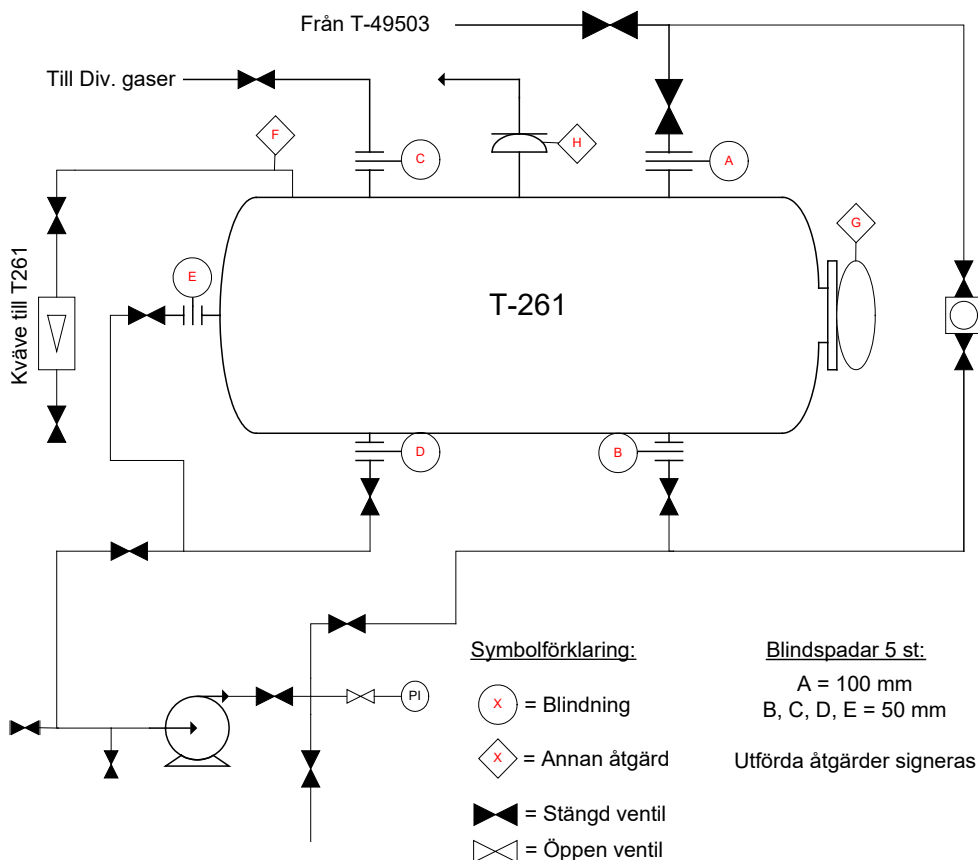 Från T-49503
Till Div. gaser
F
C
H
A
G
E
Kväve till T261
T-261
D
B
PI
Symbolförklaring:
X = Blindning
X = Annan åtgärd
= Stängd ventil
= Öppen ventil
Blindspadar 5 st:
A = 100 mm
B, C, D, E = 50 mm
Utförda åtgärder signeras